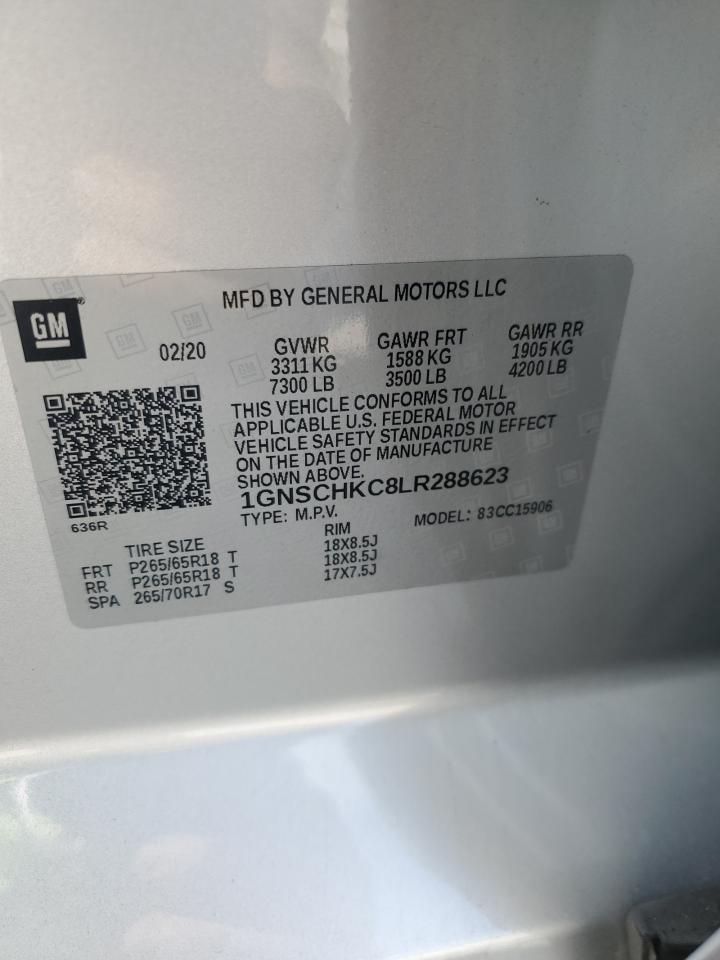 GM
MFD BY GENERAL MOTORS LLC
02/20 GVWR GAWR FRT GAWR RR
3311 KG 1588 KG 1905 KG
7300 LB 3500 LB 4200 LB
THIS VEHICLE CONFORMS TO ALL
APPLICABLE U.S. FEDERAL MOTOR
VEHICLE SAFETY STANDARDS IN EFFECT
ON THE DATE OF MANUFACTURE
SHOWN ABOVE.
1GNSCHKC8LR288623
636R
TYPE: M.P.V. MODEL: 83CC15906
TIRE SIZE RIM
FRT P265/65R18 T 18X8.5J
RR P265/65R18 T 18X8.5J
SPA 265/70R17 S 17X7.5J